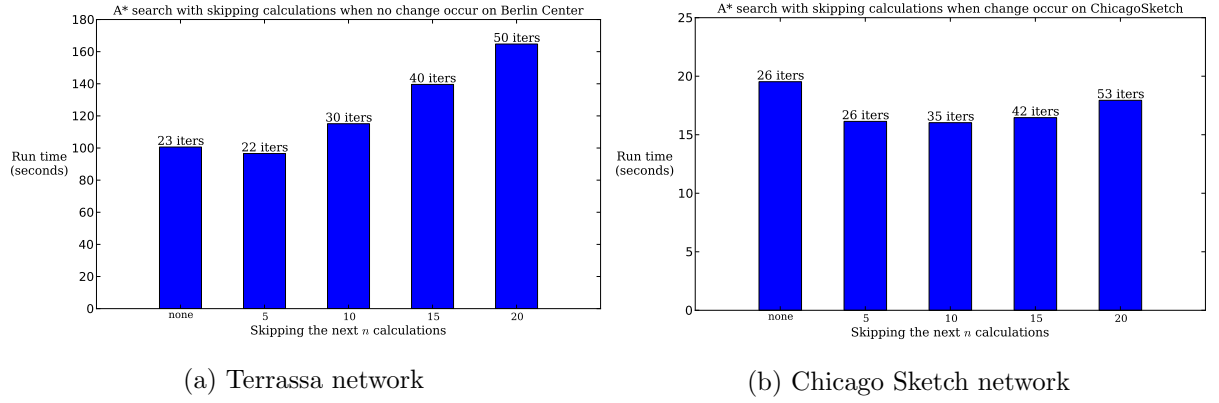 A* search with skipping calculations when no change occur on Berlin Center
180
160
140
120
100
80
60
40
20
0
Run time
(seconds)
23 iters
22 iters
30 iters
40 iters
50 iters
none
5
10
15
20
Skipping the next n calculations
(a) Terrassa network
A* search with skipping calculations when change occur on ChicagoSketch
25
20
15
10
5
0
Run time
(seconds)
26 iters
26 iters
35 iters
42 iters
53 iters
none
5
10
15
20
Skipping the next n calculations
(b) Chicago Sketch network